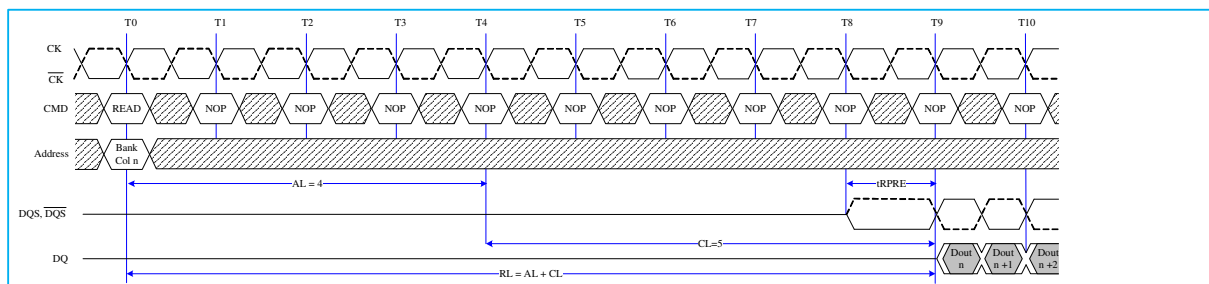 T0 T1 T2 T3 T4 T5 T6 T7 T8 T9 T10
CK
CK
CMD READ NOP NOP NOP NOP NOP NOP NOP NOP NOP NOP
Address Bank
Col n
AL = 4 tRPRE
DQS, DQS
CL=5
DQ Dout Dout Dout
n n +1 n +2
RL = AL + CL